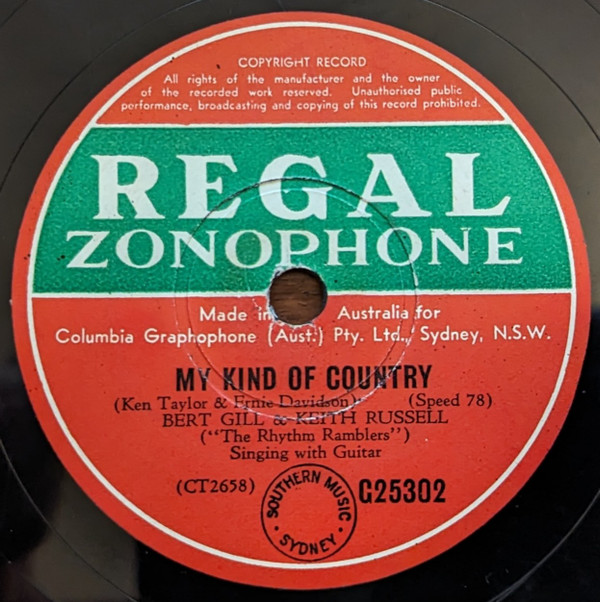 COPYRIGHT RECORD
All rights of the manufacturer and the owner
of the recorded work reserved. Unauthorised public
performance, broadcasting and copying of this record prohibited.
REGAL
ZONOPHONE
Made in Australia for
Columbia Graphophone (Aust.) Pty. Ltd., Sydney, N.S.W.
MY KIND OF COUNTRY
(Ken Taylor & Ernie Davidson) (Speed 78)
BERT GILL & KEITH RUSSELL
("The Rhythm Ramblers")
Singing with Guitar
(CT2658)
SOUTHERN MUSIC
· SYDNEY ·
G25302